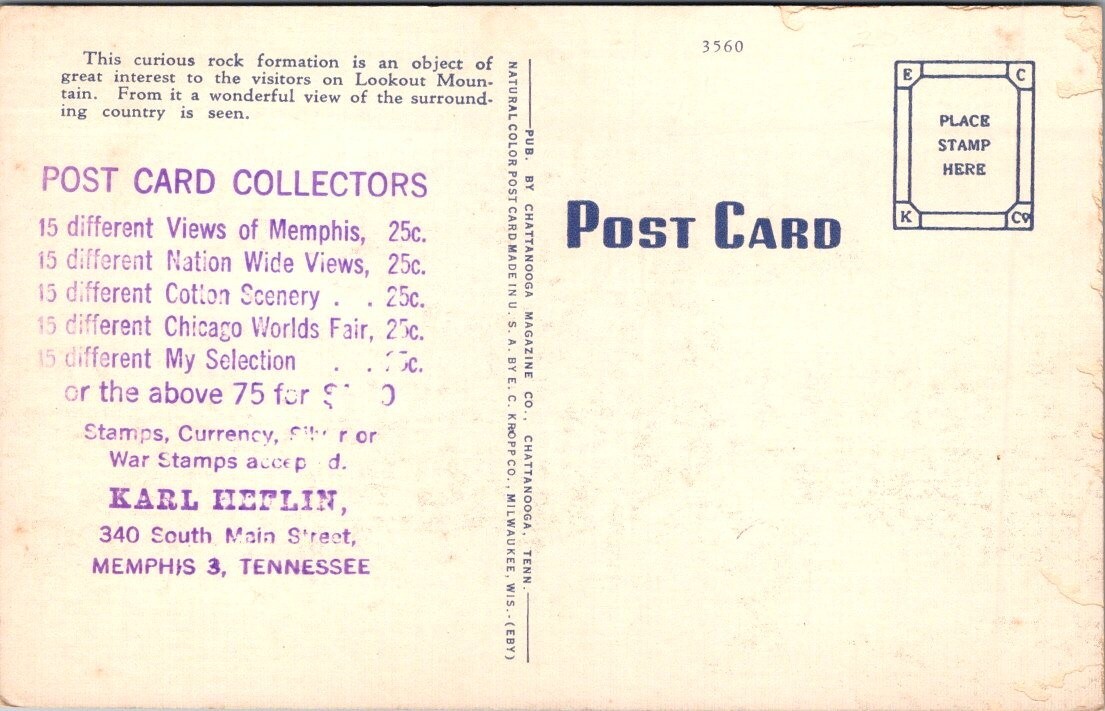 3560
This curious rock formation is an object of
great interest to the visitors on Lookout Moun-
tain. From it a wonderful view of the surround-
ing country is seen.
POST CARD COLLECTORS
15 different Views of Memphis, 25c.
15 different Nation Wide Views, 25c.
15 different Cotton Scenery . . 25c.
15 different Chicago Worlds Fair, 25c.
15 different My Selection . .
or the above 75 for
Stamps, Currency, Silver or
War Stamps accepted.
KARL HEFLIN,
340 South Main Street,
MEMPHIS 3, TENNESSEE
PUB. BY CHATTANOOGA MAGAZINE CO., CHATTANOOGA, TENN.
NATURAL COLOR POST CARD MADE IN U. S. A. BY E. C. KROPP CO., MILWAUKEE, WIS.-(EBY)
POST CARD
E C
PLACE
STAMP
HERE
K Co